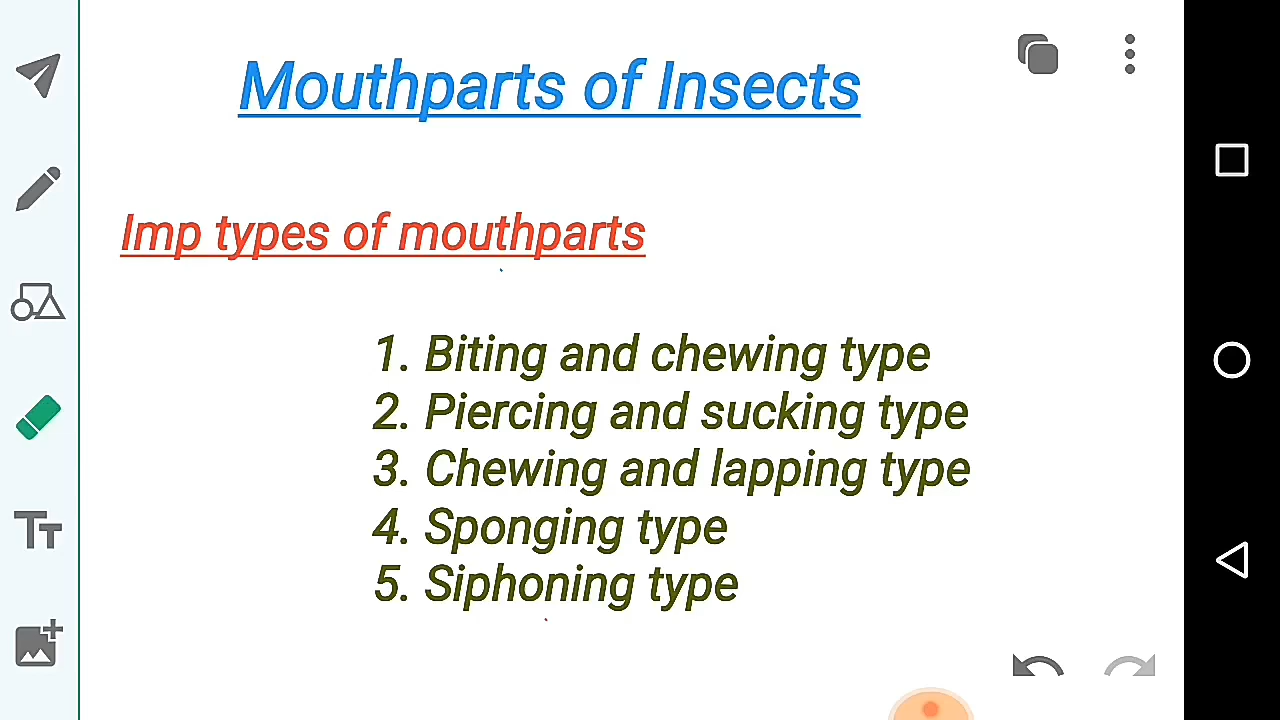 Mouthparts of Insects
Imp types of mouthparts
1. Biting and chewing type
2. Piercing and sucking type
3. Chewing and lapping type
4. Sponging type
5. Siphoning type
TT